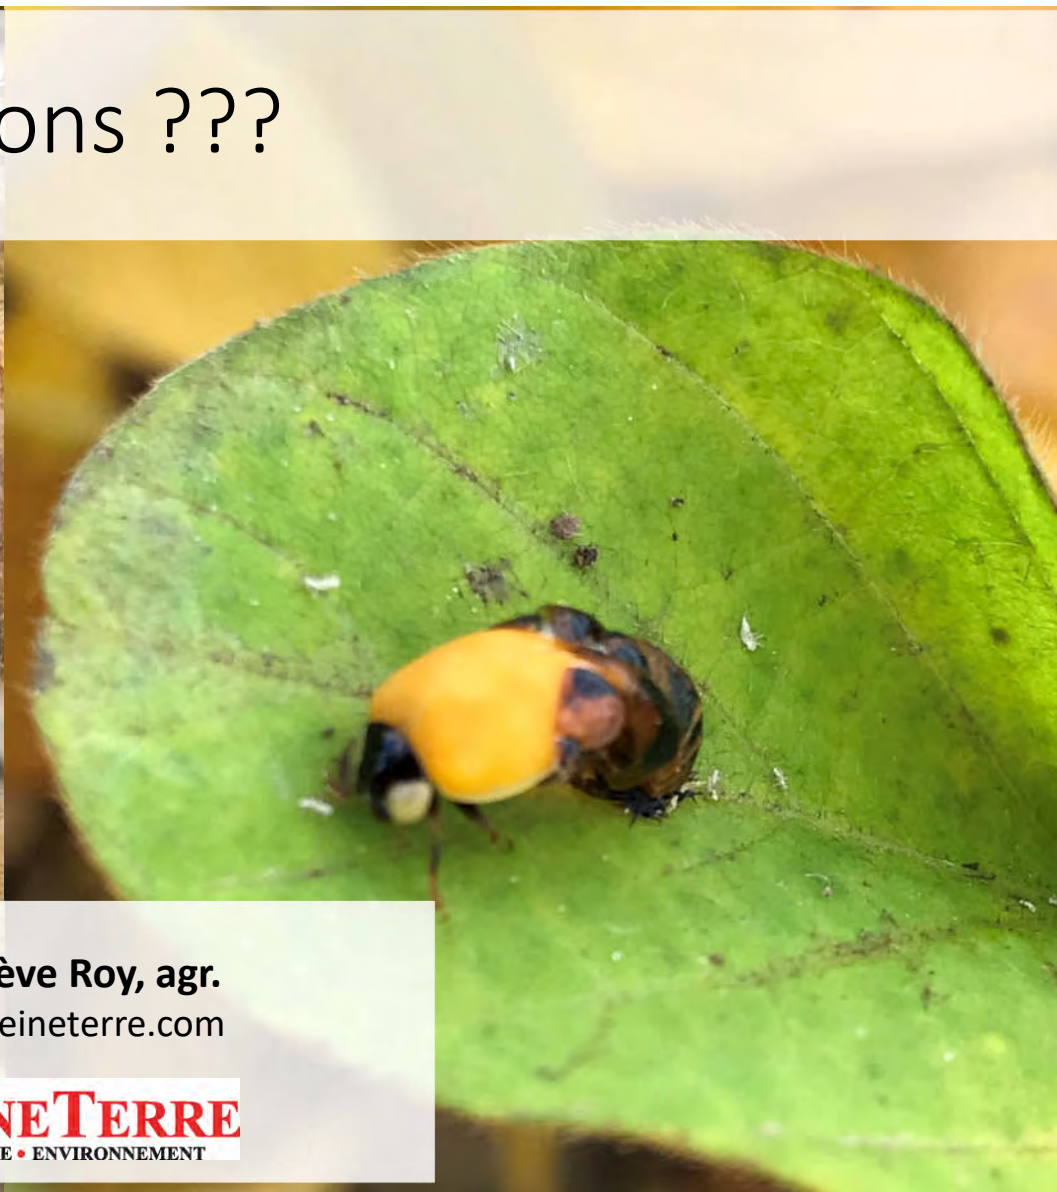 ons ???
ève Roy, agr.
eineterre.com
NETERRE
E • ENVIRONNEMENT